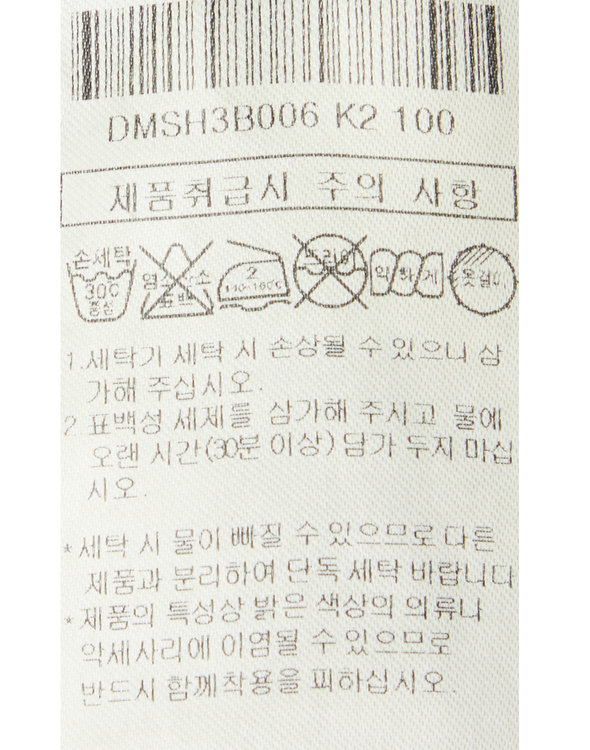 DMSH3B006 K2 100
제품취급시 주의 사항
손세탁
30℃
중성
염소
표백
2
140~160℃
드라이
약하게
옷걸이
1.세탁기 세탁 시 손상될 수 있으니 삼
가해 주십시오.
2.표백성 세제를 삼가해 주시고 물에
오랜 시간(30분 이상) 담가 두지 마십
시오.
*세탁 시 물이 빠질 수 있으므로 다른
제품과 분리하여 단독 세탁 바랍니다
*제품의 특성상 밝은 색상의 의류나
악세사리에 이염될 수 있으므로
반드시 함께착용을 피하십시오.